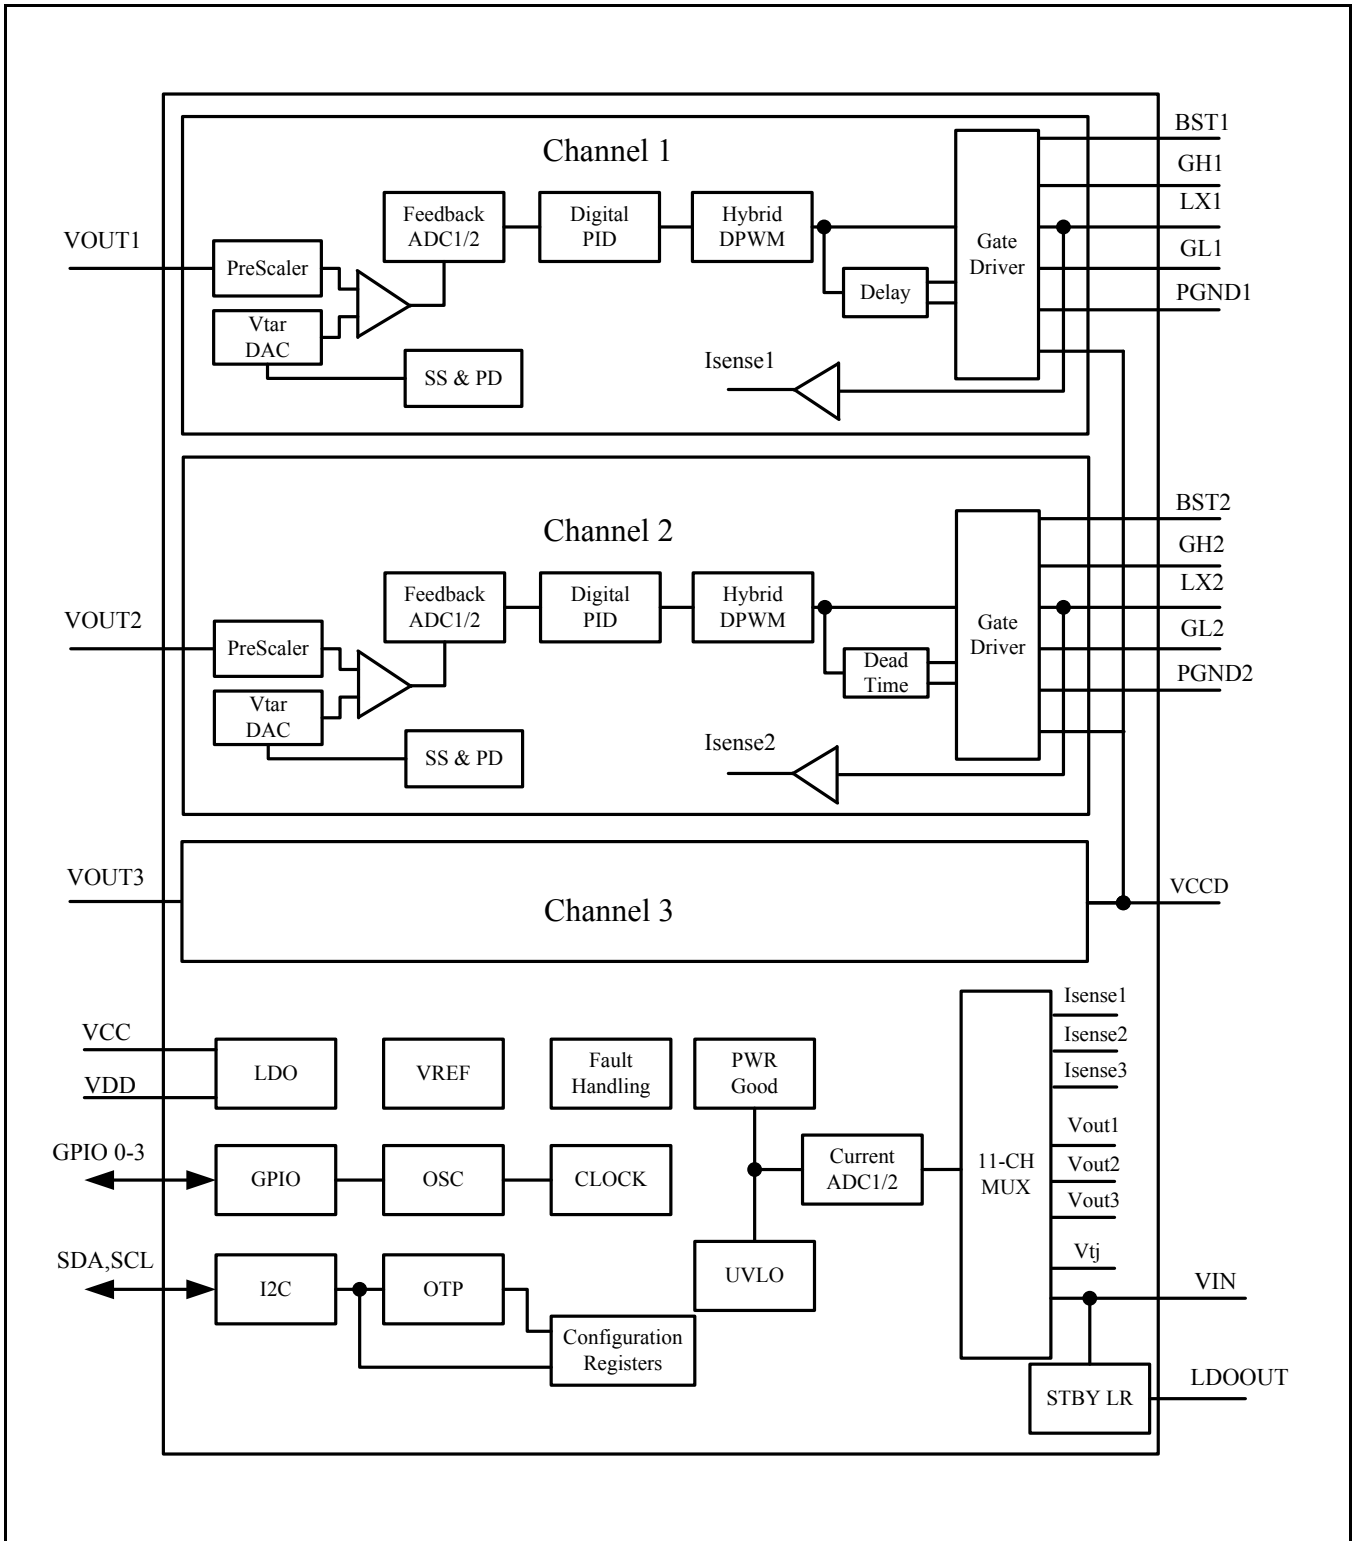 Channel 1
VOUT1
PreScaler
Vtar
DAC
Feedback
ADC1/2
Digital
PID
Hybrid
DPWM
Delay
Gate
Driver
SS & PD
Isense1
BST1
GH1
LX1
GL1
PGND1
Channel 2
VOUT2
PreScaler
Vtar
DAC
Feedback
ADC1/2
Digital
PID
Hybrid
DPWM
Dead
Time
Gate
Driver
SS & PD
Isense2
BST2
GH2
LX2
GL2
PGND2
VOUT3
Channel 3
VCCD
VCC
VDD
LDO
VREF
Fault
Handling
PWR
Good
GPIO 0-3
GPIO
OSC
CLOCK
Current
ADC1/2
11-CH
MUX
SDA,SCL
I2C
OTP
Configuration
Registers
UVLO
Isense1
Isense2
Isense3
Vout1
Vout2
Vout3
Vtj
VIN
STBY LR
LDOOUT